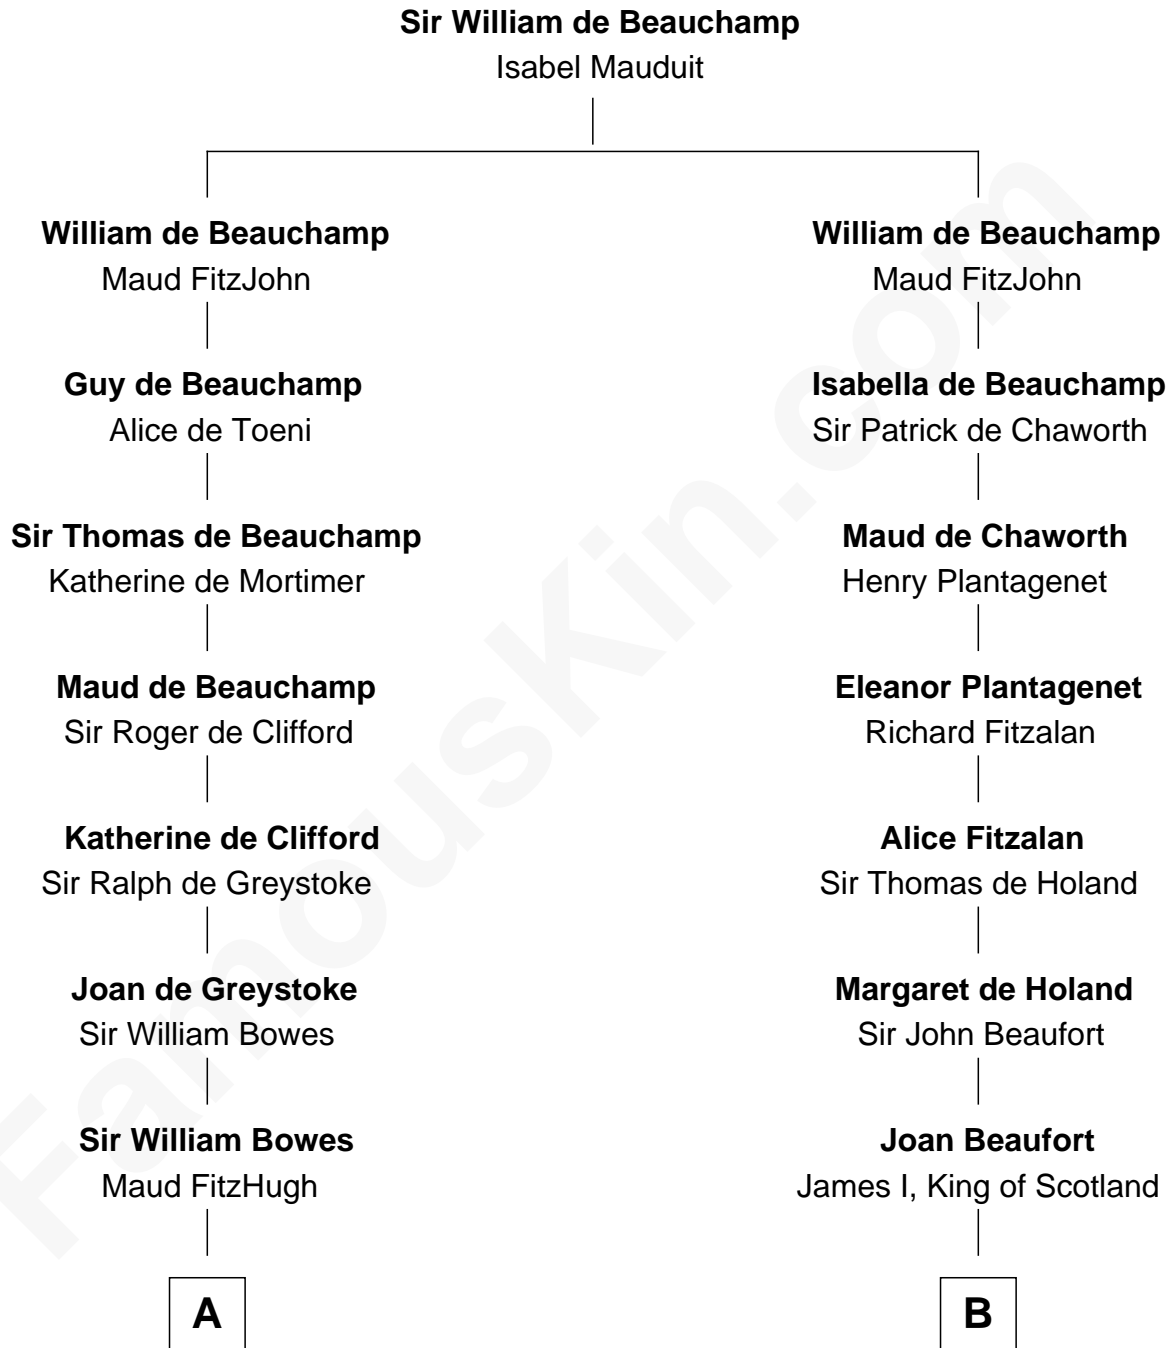 Sir William de Beauchamp
Isabel Mauduit
William de Beauchamp
Maud FitzJohn
William de Beauchamp
Maud FitzJohn
Guy de Beauchamp
Alice de Toeni
Isabella de Beauchamp
Sir Patrick de Chaworth
Sir Thomas de Beauchamp
Katherine de Mortimer
Maud de Chaworth
Henry Plantagenet
Maud de Beauchamp
Sir Roger de Clifford
Eleanor Plantagenet
Richard Fitzalan
Katherine de Clifford
Sir Ralph de Greystoke
Alice Fitzalan
Sir Thomas de Holand
Joan de Greystoke
Sir William Bowes
Margaret de Holand
Sir John Beaufort
Sir William Bowes
Maud FitzHugh
Joan Beaufort
James I, King of Scotland
A
B
FamousKin.com